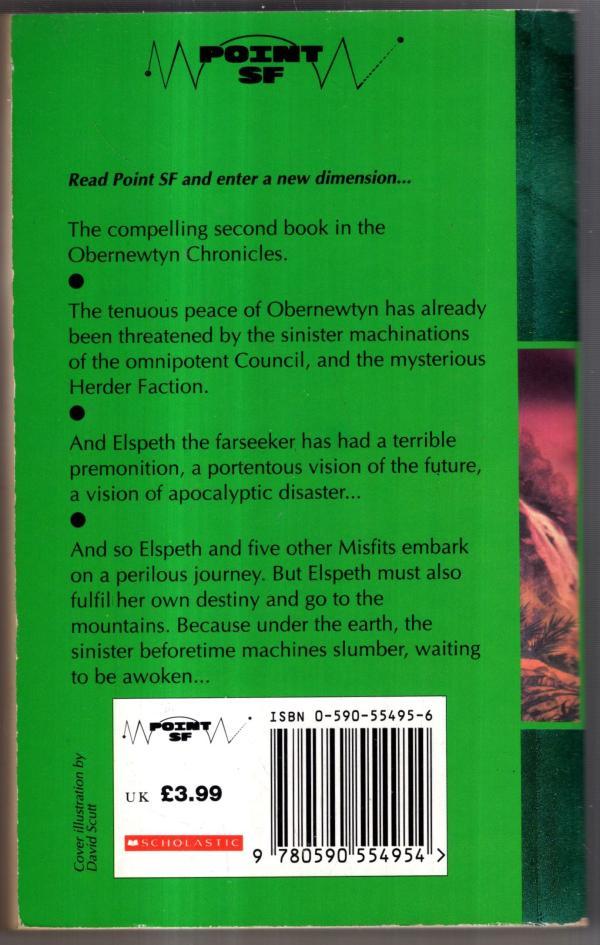 POINT
SF
Read Point SF and enter a new dimension...
The compelling second book in the
Obernewtyn Chronicles.
The tenuous peace of Obernewtyn has already
been threatened by the sinister machinations
of the omnipotent Council, and the mysterious
Herder Faction.
And Elspeth the farseeker has had a terrible
premonition, a portentous vision of the future,
a vision of apocalyptic disaster...
And so Elspeth and five other Misfits embark
on a perilous journey. But Elspeth must also
fulfil her own destiny and go to the
mountains. Because under the earth, the
sinister beforetime machines slumber, waiting
to be awoken...
Cover illustration by
David Scutt
POINT
SF
UK £3.99
SCHOLASTIC
ISBN 0-590-55495-6
9 780590 554954 >